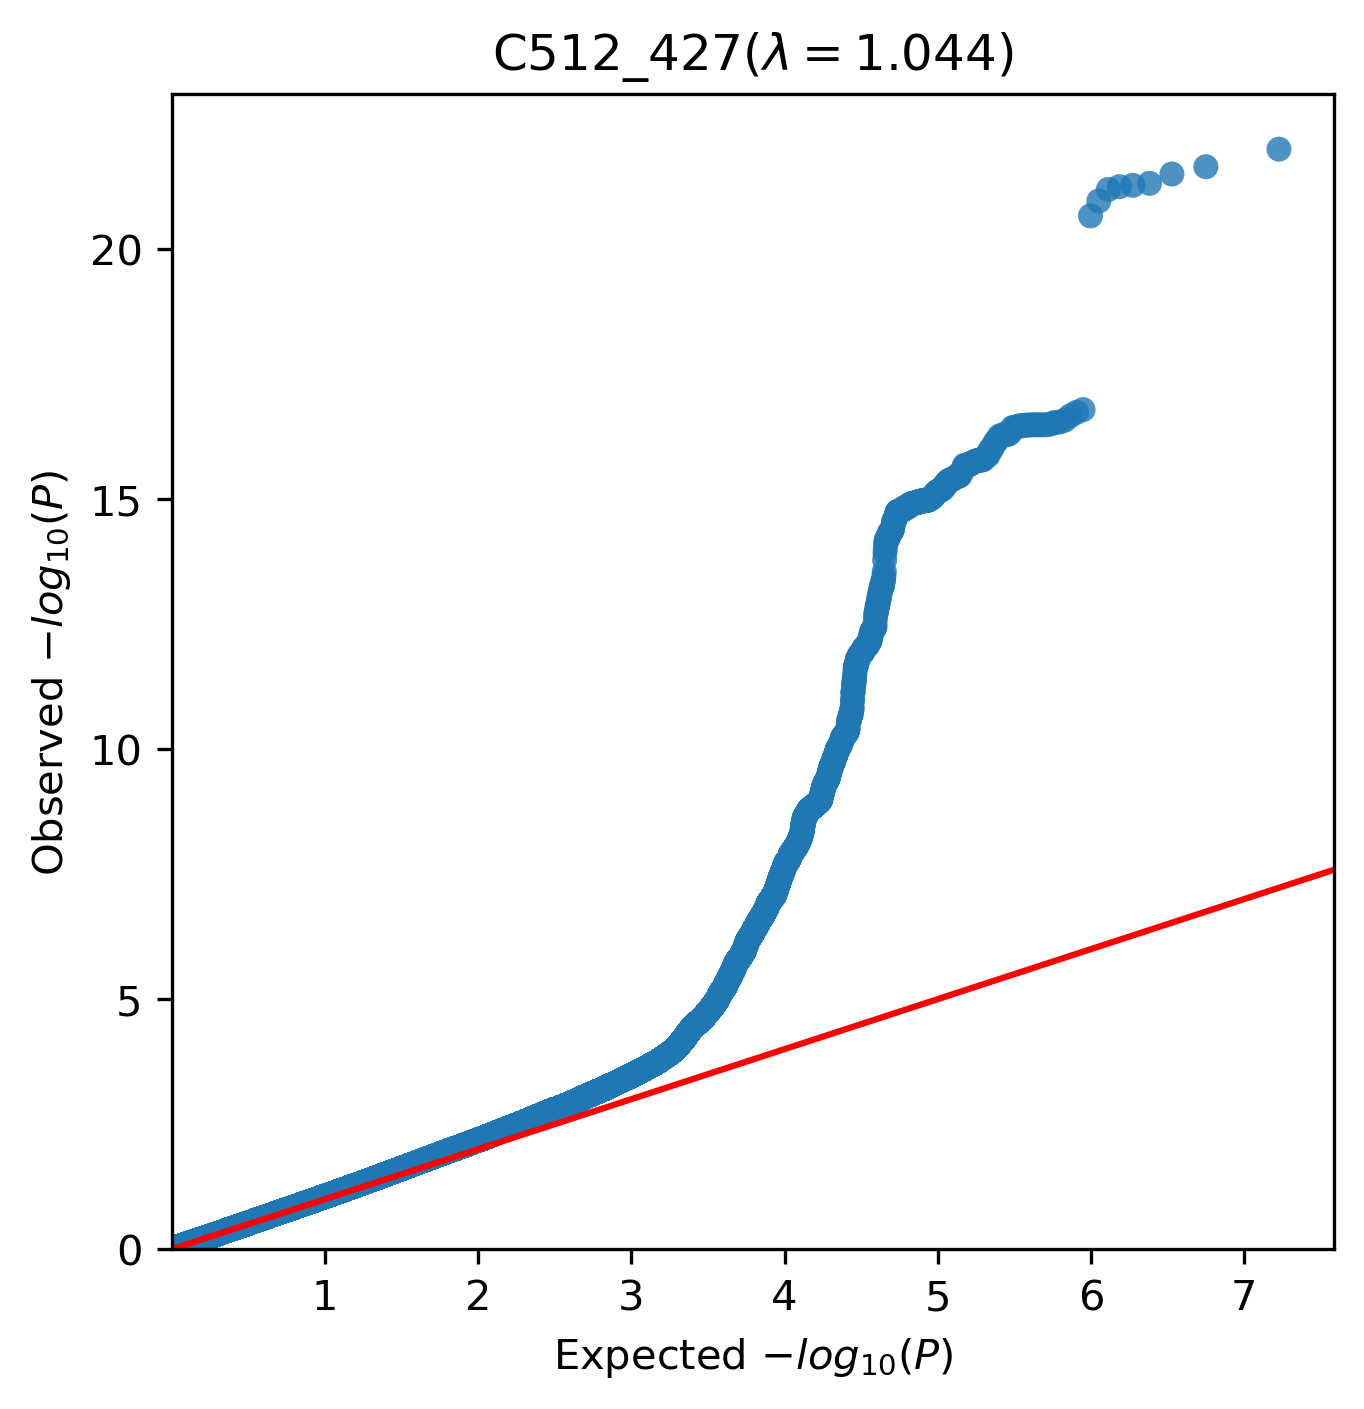 C512_427(λ = 1.044)
Observed −log₁₀(P)
20
15
10
5
0
1 2 3 4 5 6 7
Expected −log₁₀(P)